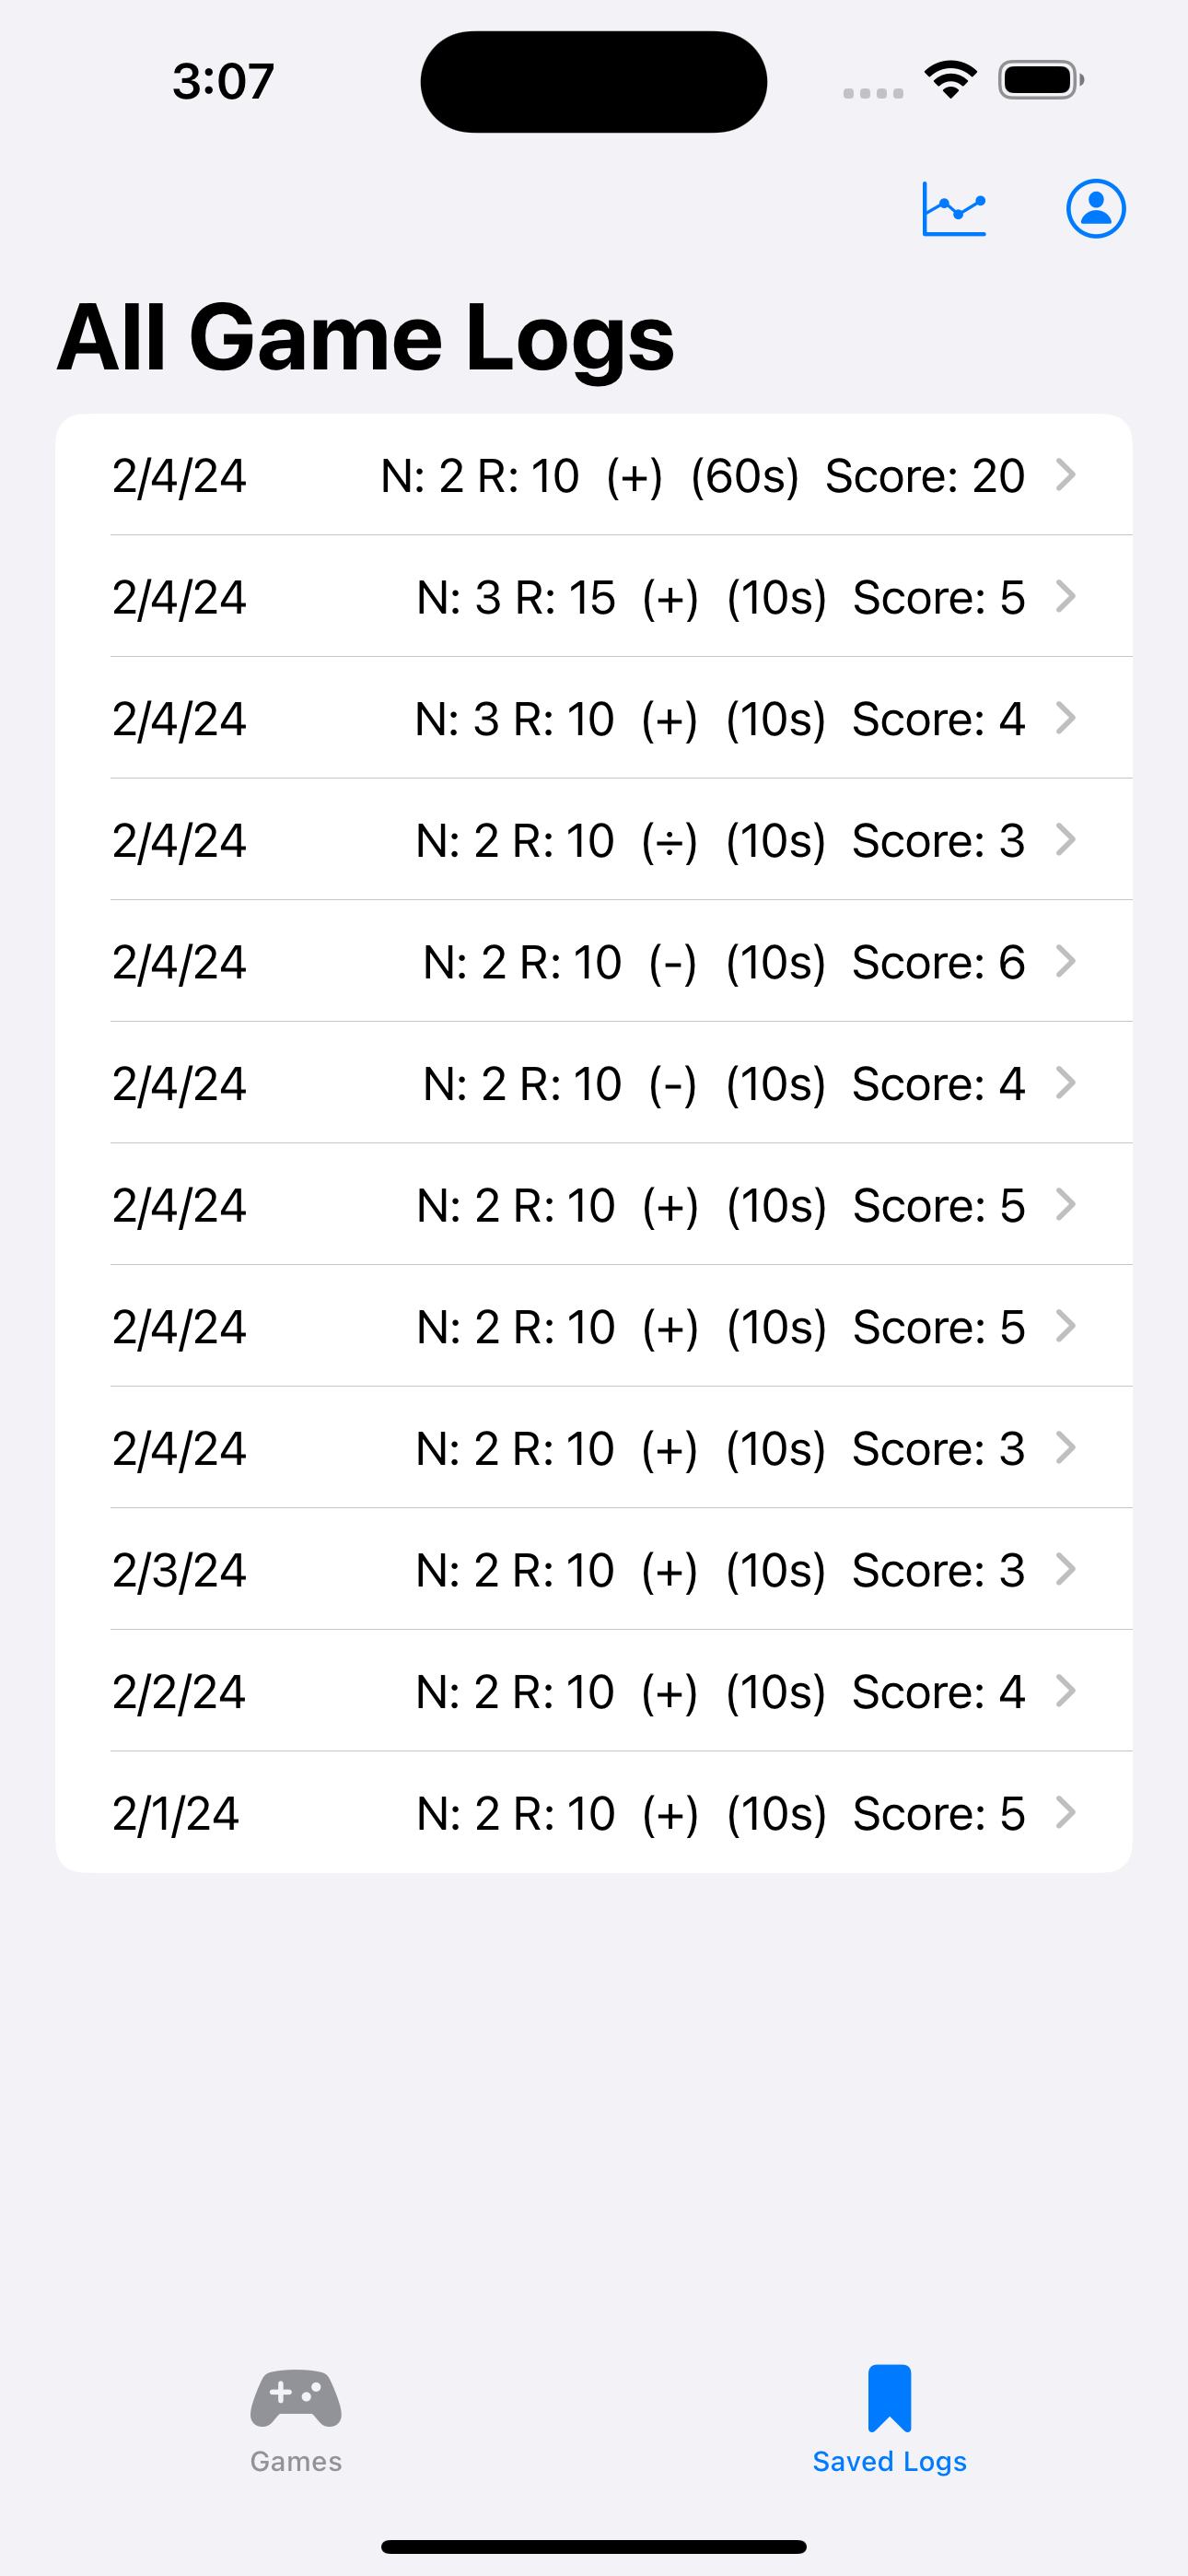 3:07
All Game Logs
2/4/24 N: 2 R: 10 (+) (60s) Score: 20
2/4/24 N: 3 R: 15 (+) (10s) Score: 5
2/4/24 N: 3 R: 10 (+) (10s) Score: 4
2/4/24 N: 2 R: 10 (÷) (10s) Score: 3
2/4/24 N: 2 R: 10 (-) (10s) Score: 6
2/4/24 N: 2 R: 10 (-) (10s) Score: 4
2/4/24 N: 2 R: 10 (+) (10s) Score: 5
2/4/24 N: 2 R: 10 (+) (10s) Score: 5
2/4/24 N: 2 R: 10 (+) (10s) Score: 3
2/3/24 N: 2 R: 10 (+) (10s) Score: 3
2/2/24 N: 2 R: 10 (+) (10s) Score: 4
2/1/24 N: 2 R: 10 (+) (10s) Score: 5
Games Saved Logs